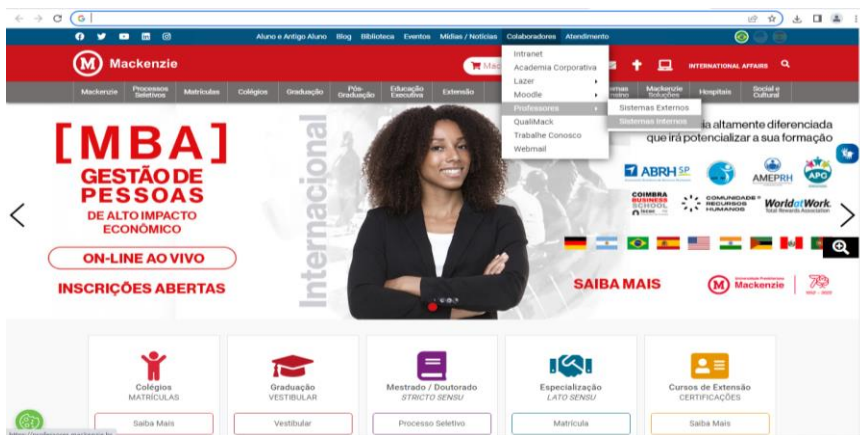 Aluno e Antigo Aluno Blog Biblioteca Eventos Mídias / Notícias Colaboradores Atendimento
Mackenzie
INTERNATIONAL AFFAIRS
Intranet
Academia Corporativa
Lazer
Moodle
Professores
QualiMack
Trabalhe Conosco
Webmail
Sistemas Externos
Sistemas Internos
Mackenzie
Processos Seletivos
Matrículas
Colégios
Graduação
Pós-Graduação
Educação Executiva
Extensão
Mackenzie Soluções
Hospitais
Social e Cultural
[MBA]
GESTÃO DE
PESSOAS
DE ALTO IMPACTO
ECONÔMICO
ON-LINE AO VIVO
INSCRIÇÕES ABERTAS
Internacional
ia altamente diferenciada
que irá potencializar a sua formação
ABRH SP
AMEPRH
APO
COIMBRA
BUSINESS
SCHOOL
COMUNIDADE
RECURSOS
HUMANOS
WorldatWork.
Total Rewards Association
SAIBA MAIS
Mackenzie
Colégios
MATRÍCULAS
Saiba Mais
Graduação
VESTIBULAR
Vestibular
Mestrado / Doutorado
STRICTO SENSU
Processo Seletivo
Especialização
LATO SENSU
Matrícula
Cursos de Extensão
CERTIFICAÇÕES
Saiba Mais